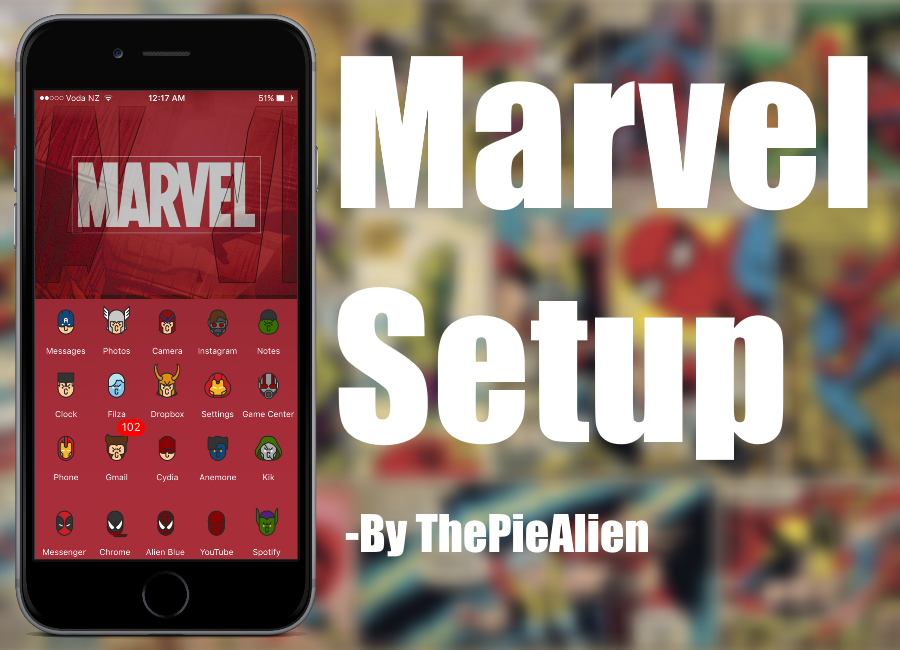 Voda NZ 12:17 AM 51%
MARVEL
Messages Photos Camera Instagram Notes
Clock Filza Dropbox Settings Game Center
102
Phone Gmail Cydia Anemone Kik
Messenger Chrome Alien Blue YouTube Spotify
Marvel
Setup
-By ThePieAlien